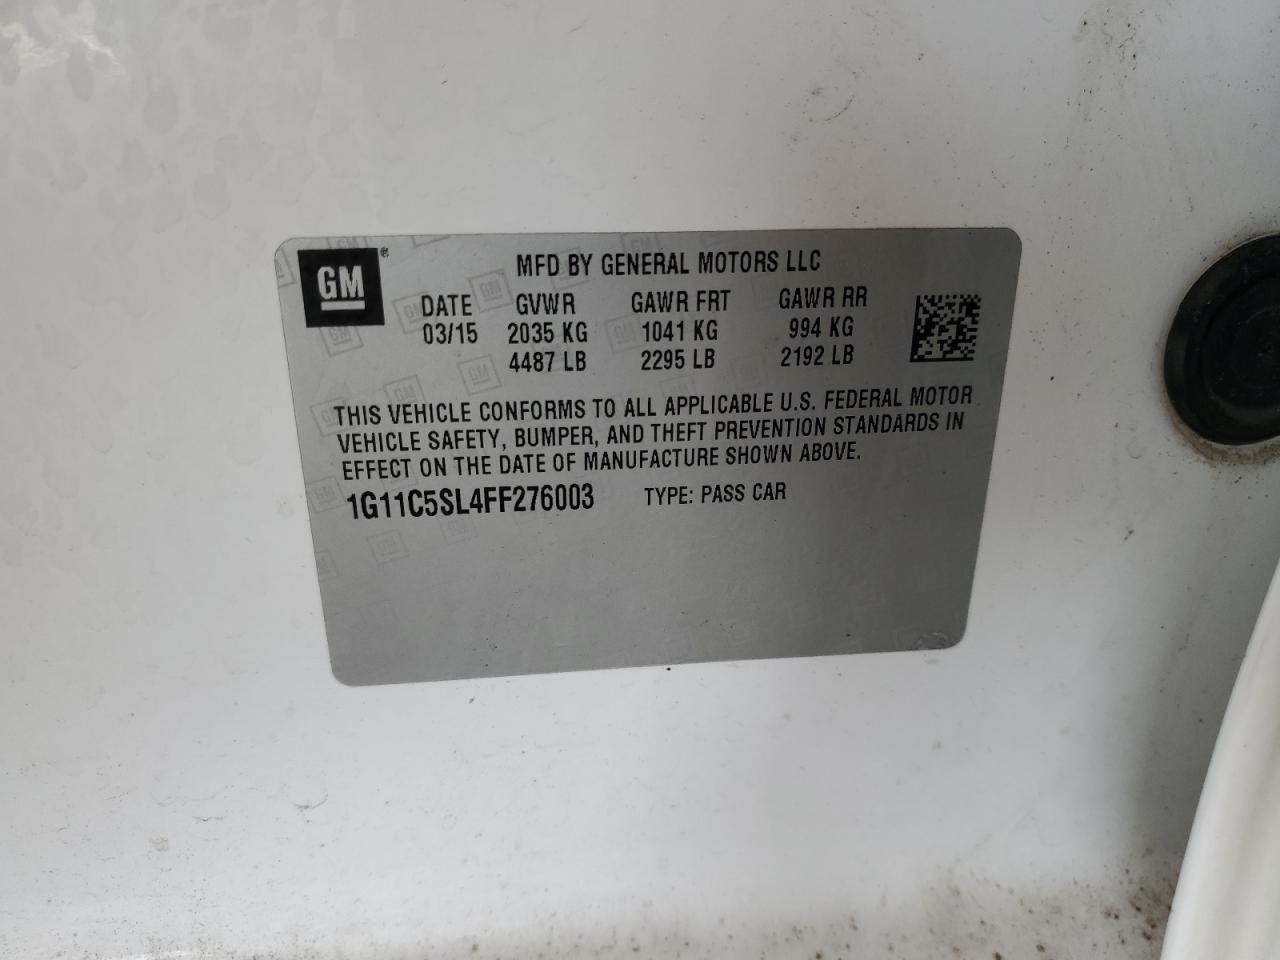 GM ®
MFD BY GENERAL MOTORS LLC
DATE GVWR GAWR FRT GAWR RR
03/15 2035 KG 1041 KG 994 KG
4487 LB 2295 LB 2192 LB
THIS VEHICLE CONFORMS TO ALL APPLICABLE U.S. FEDERAL MOTOR
VEHICLE SAFETY, BUMPER, AND THEFT PREVENTION STANDARDS IN
EFFECT ON THE DATE OF MANUFACTURE SHOWN ABOVE.
1G11C5SL4FF276003 TYPE: PASS CAR